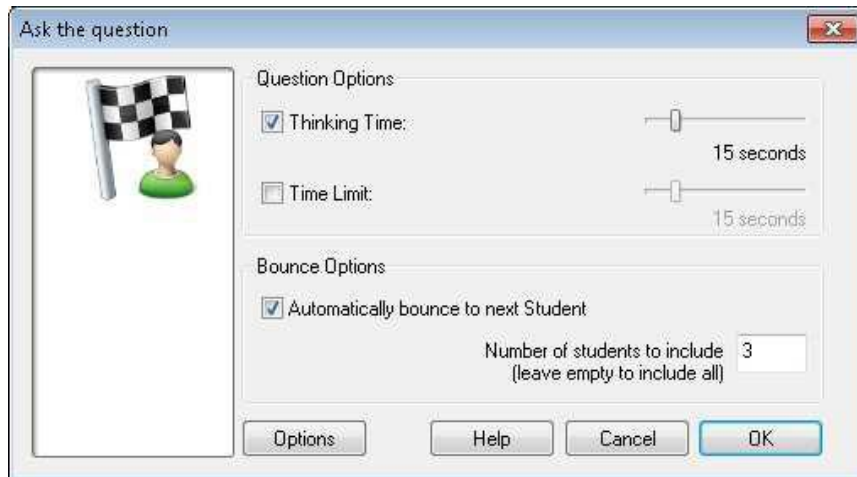 Ask the question
Question Options
Thinking Time:
15 seconds
Time Limit:
15 seconds
Bounce Options
Automatically bounce to next Student
Number of students to include 3
(leave empty to include all)
Options Help Cancel OK